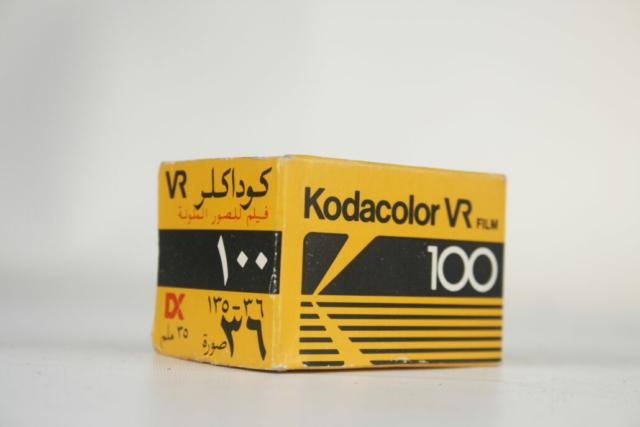 كوداكلر VR
فيلم للصور الملونة
١٠٠
DX ١٣٥-٣٦
٣٥ ملم ٣٦ صورة
Kodacolor VR FILM
100